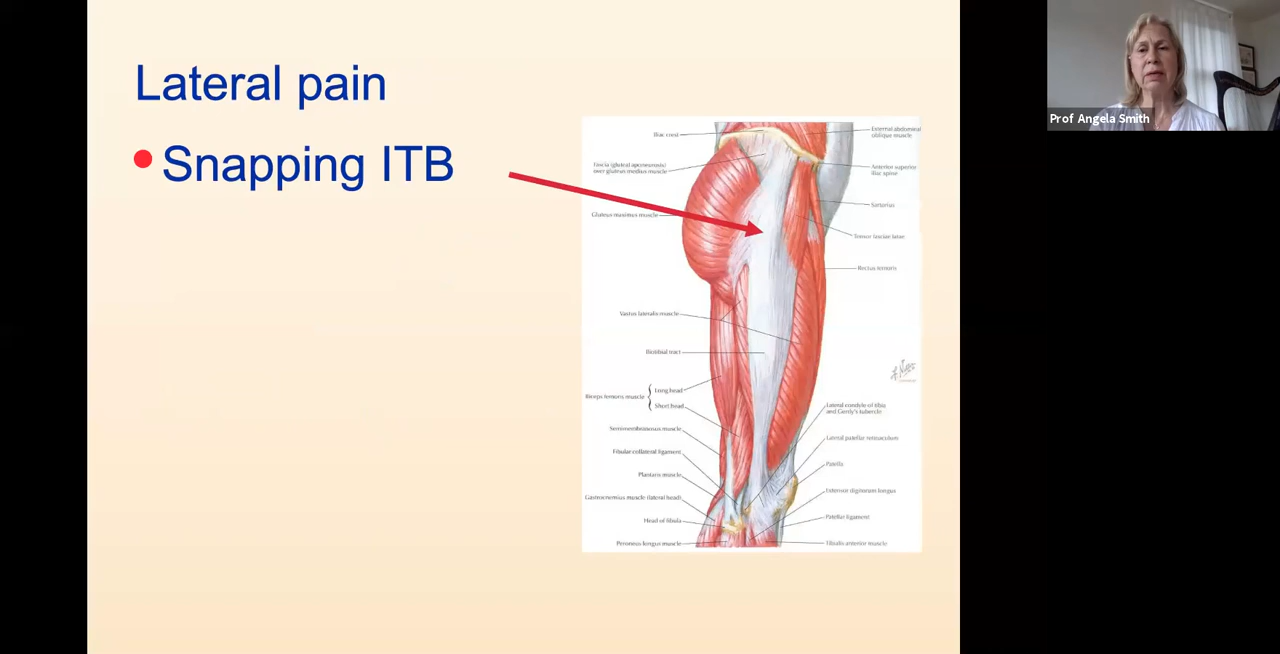 Lateral pain
Snapping ITB
Prof Angela Smith
Iliac crest
Fascia (gluteal aponeurosis)
over gluteus medius muscle
Gluteus maximus muscle
Vastus lateralis muscle
Iliotibial tract
Biceps femoris muscle
Long head
Short head
Semimembranosus muscle
Fibular collateral ligament
Plantaris muscle
Gastrocnemius muscle (lateral head)
Head of fibula
Peroneus longus muscle
External abdominal
oblique muscle
Anterior superior
iliac spine
Sartorius
Tensor fasciae latae
Rectus femoris
Lateral condyle of tibia
and Gerdy's tubercle
Lateral patellar retinaculum
Patella
Extensor digitorum longus
Patellar ligament
Tibialis anterior muscle